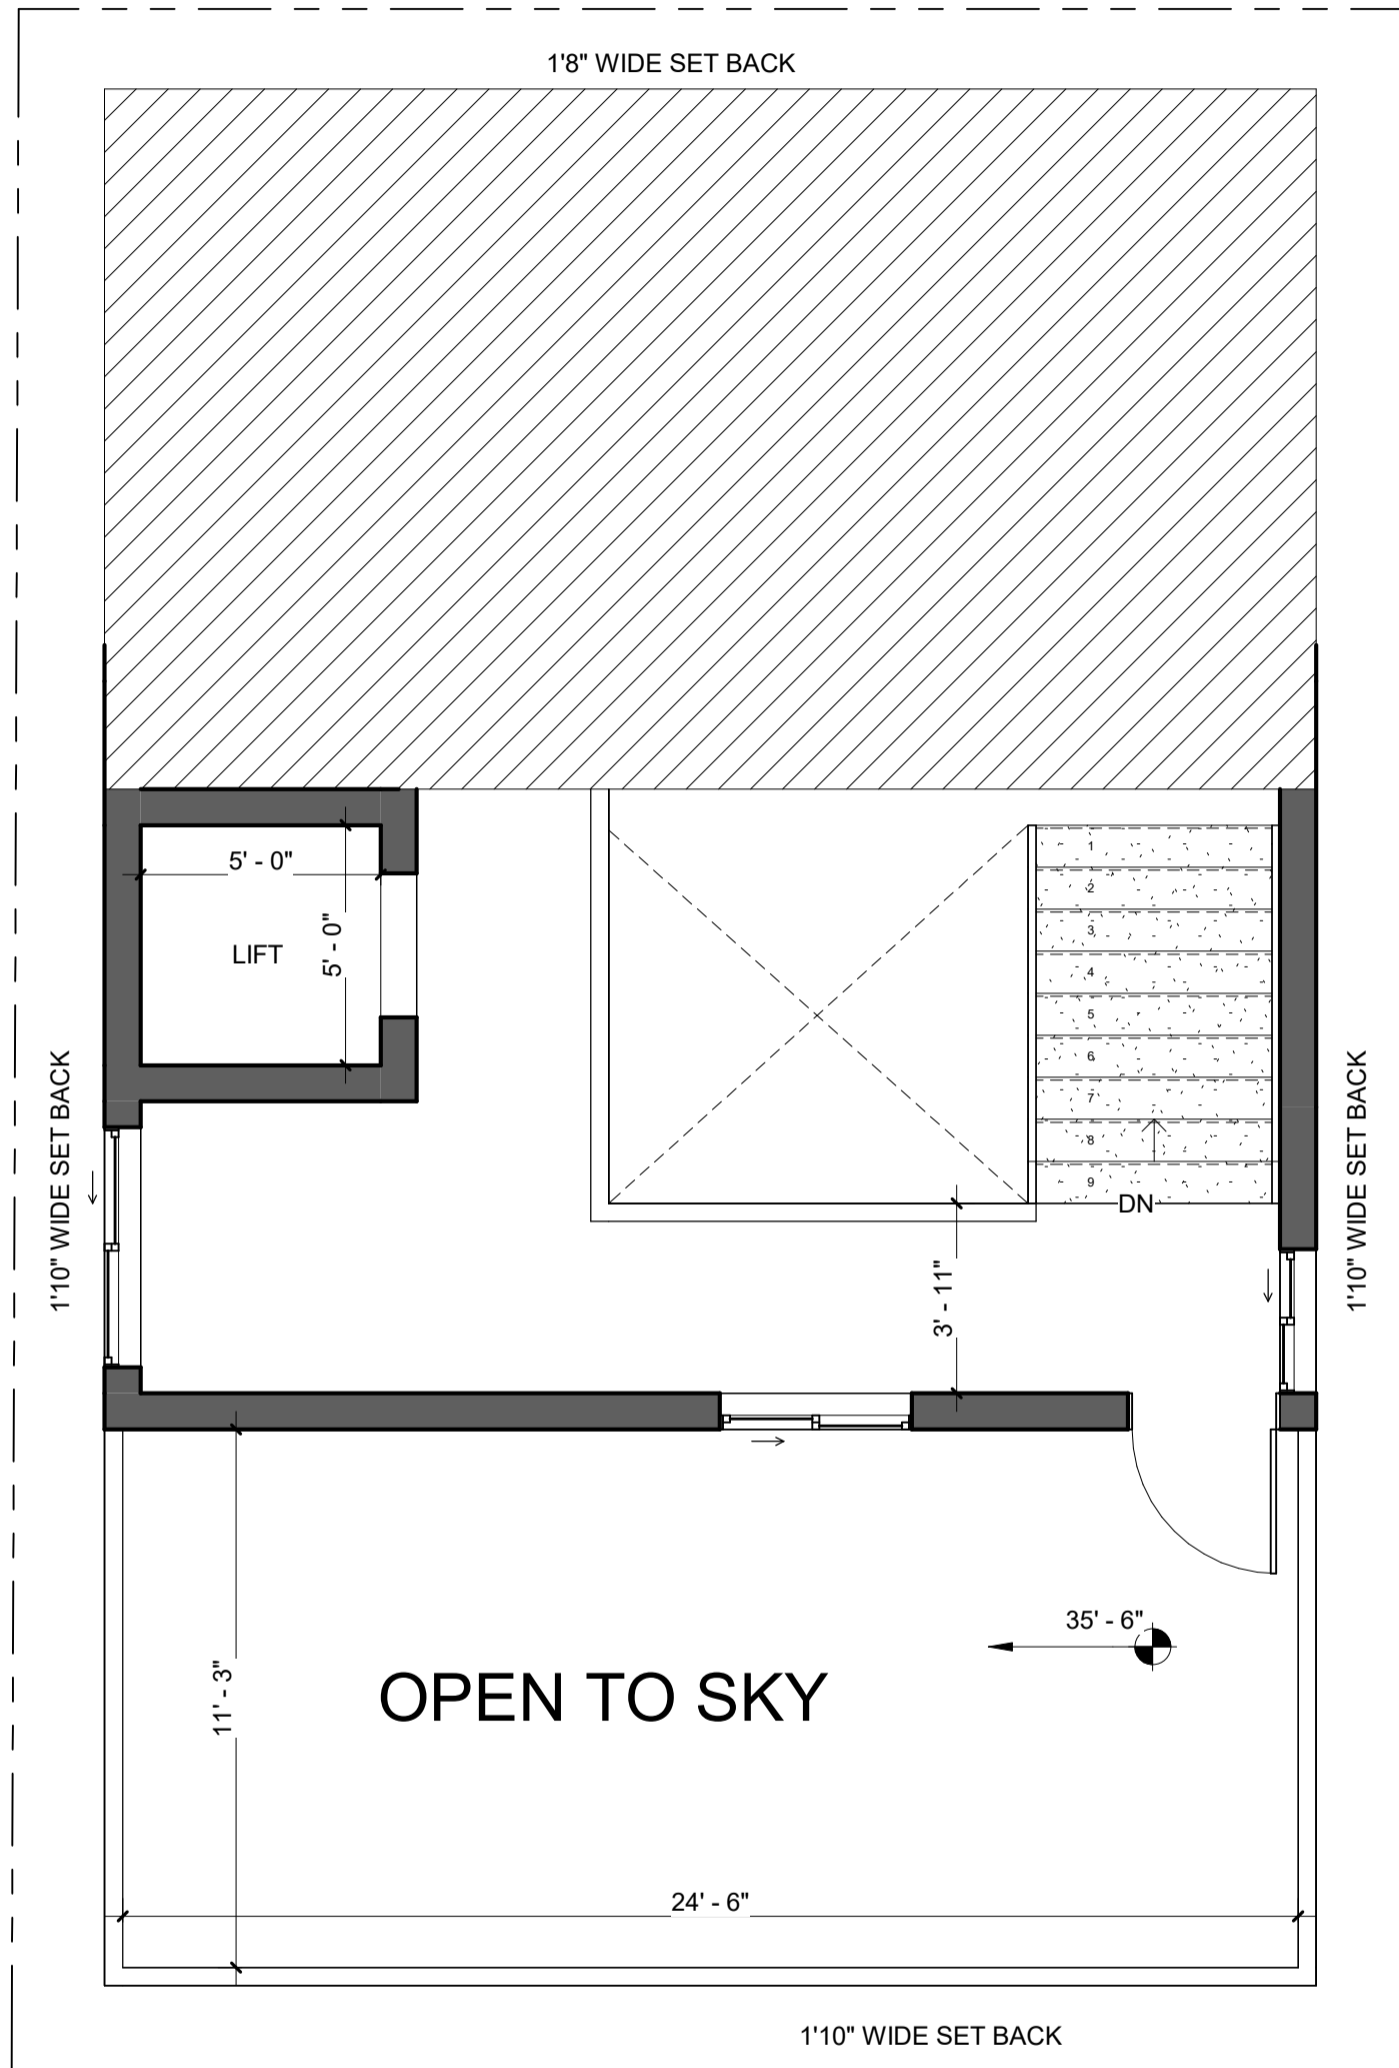 1'8" WIDE SET BACK
5' - 0"
5' - 0"
LIFT
1
2
3
4
5
6
7
8
9
DN
1'10" WIDE SET BACK
1'10" WIDE SET BACK
3' - 11"
35' - 6"
11' - 3"
OPEN TO SKY
24' - 6"
1'10" WIDE SET BACK